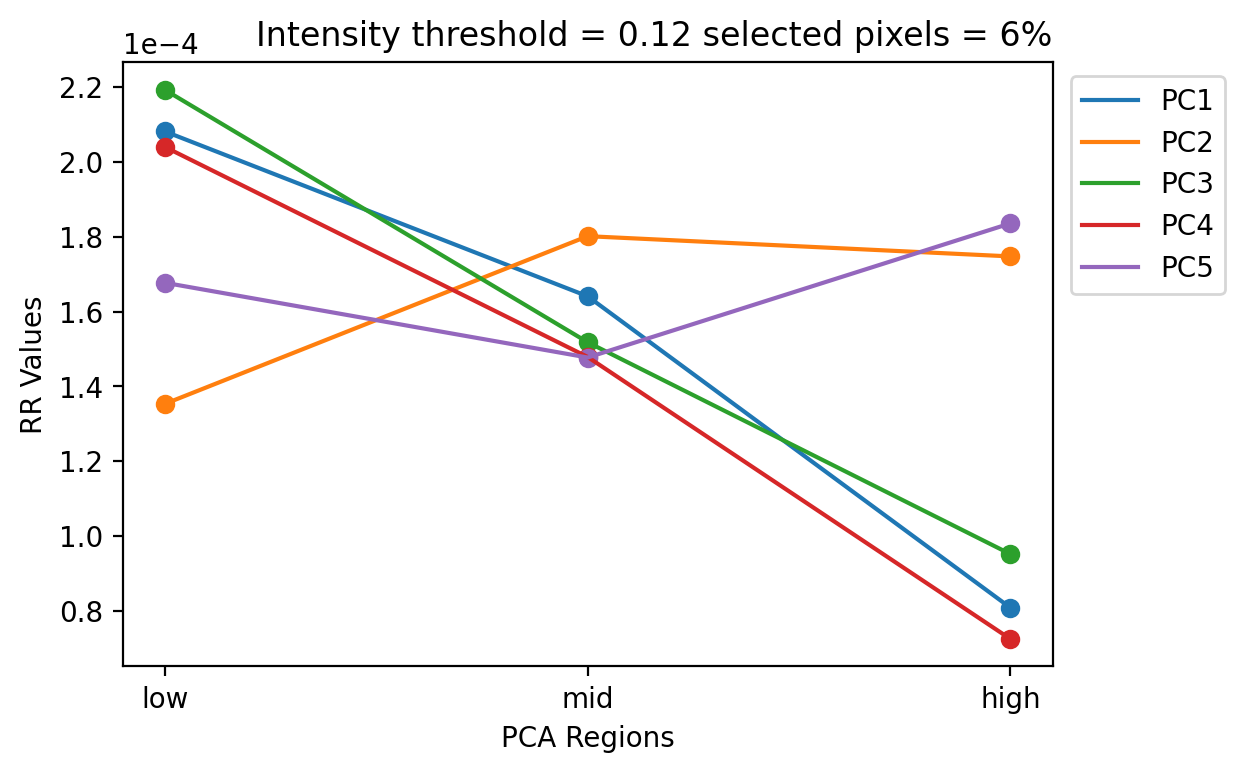 Intensity threshold = 0.12 selected pixels = 6%
1e−4
2.2
2.0
1.8
1.6
1.4
1.2
1.0
0.8
RR Values
low
mid
high
PCA Regions
PC1
PC2
PC3
PC4
PC5